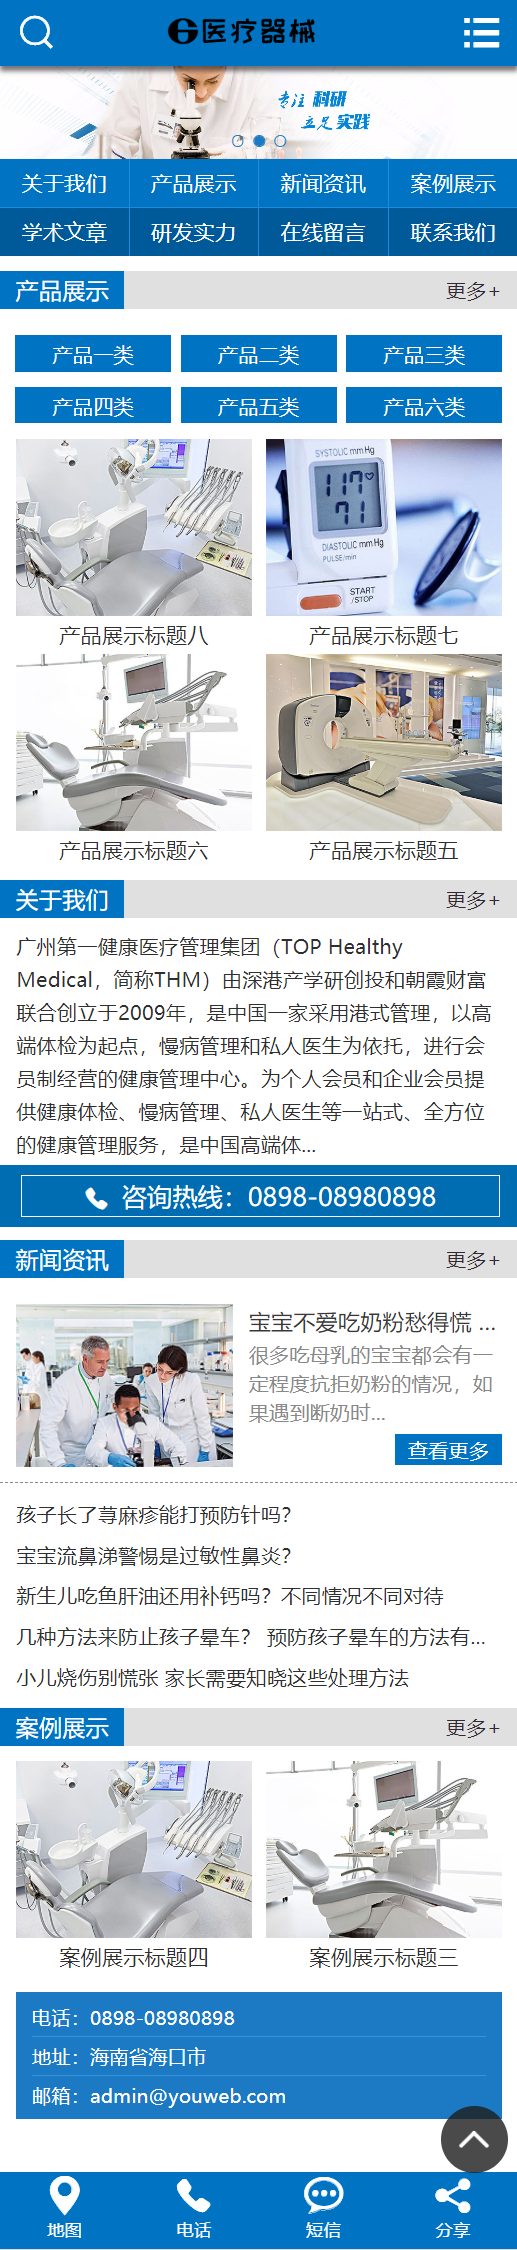 医疗器械
专注 科研
立足 实践
关于我们 产品展示 新闻资讯 案例展示
学术文章 研发实力 在线留言 联系我们
产品展示 更多+
产品一类 产品二类 产品三类
产品四类 产品五类 产品六类
SYSTOLIC mm Hg
117
71
DIASTOLIC mm Hg
PULSE/min
START
/STOP
产品展示标题八 产品展示标题七
产品展示标题六 产品展示标题五
关于我们 更多+
广州第一健康医疗管理集团（TOP Healthy
Medical，简称THM）由深港产学研创投和朝霞财富
联合创立于2009年，是中国一家采用港式管理，以高
端体检为起点，慢病管理和私人医生为依托，进行会
员制经营的健康管理中心。为个人会员和企业会员提
供健康体检、慢病管理、私人医生等一站式、全方位
的健康管理服务，是中国高端体...
咨询热线：0898-08980898
新闻资讯 更多+
宝宝不爱吃奶粉愁得慌 ...
很多吃母乳的宝宝都会有一
定程度抗拒奶粉的情况，如
果遇到断奶时...
查看更多
孩子长了荨麻疹能打预防针吗？
宝宝流鼻涕警惕是过敏性鼻炎？
新生儿吃鱼肝油还用补钙吗？不同情况不同对待
几种方法来防止孩子晕车？ 预防孩子晕车的方法有...
小儿烧伤别慌张 家长需要知晓这些处理方法
案例展示 更多+
案例展示标题四 案例展示标题三
电话：0898-08980898
地址：海南省海口市
邮箱：admin@youweb.com
地图 电话 短信 分享